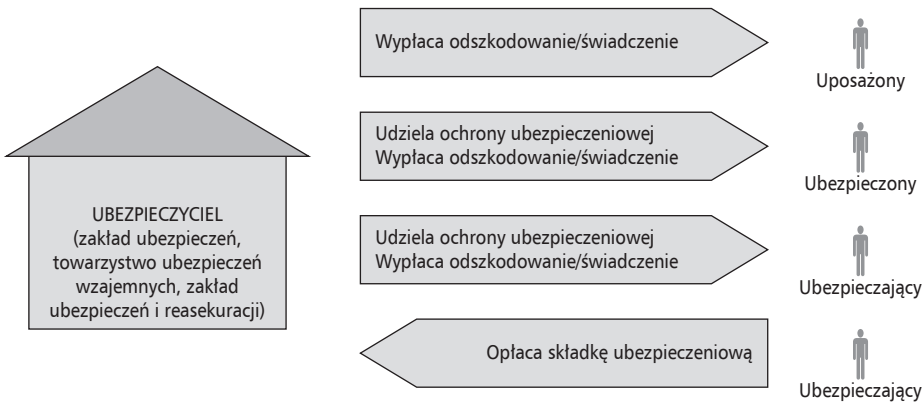 Wypłaca odszkodowanie/świadczenie
Uposażony
Udziela ochrony ubezpieczeniowej
Wypłaca odszkodowanie/świadczenie
Ubezpieczony
UBEZPIECZYCIEL
(zakład ubezpieczeń,
towarzystwo ubezpieczeń
wzajemnych, zakład
ubezpieczeń i reasekuracji)
Udziela ochrony ubezpieczeniowej
Wypłaca odszkodowanie/świadczenie
Ubezpieczający
Opłaca składkę ubezpieczeniową
Ubezpieczający